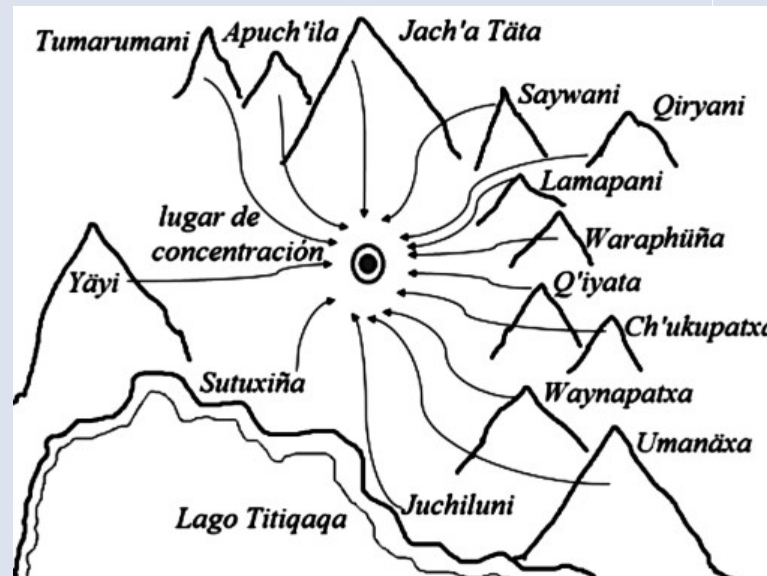 Tumarumani
Apuch'ila
Jach'a Täta
Saywani
Qiryani
Lamapani
lugar de
concentración
Waraphüña
Yäyi
Q'iyata
Ch'ukupatxa
Sutuxiña
Waynapatxa
Umanäxa
Juchiluni
Lago Titiqaqa